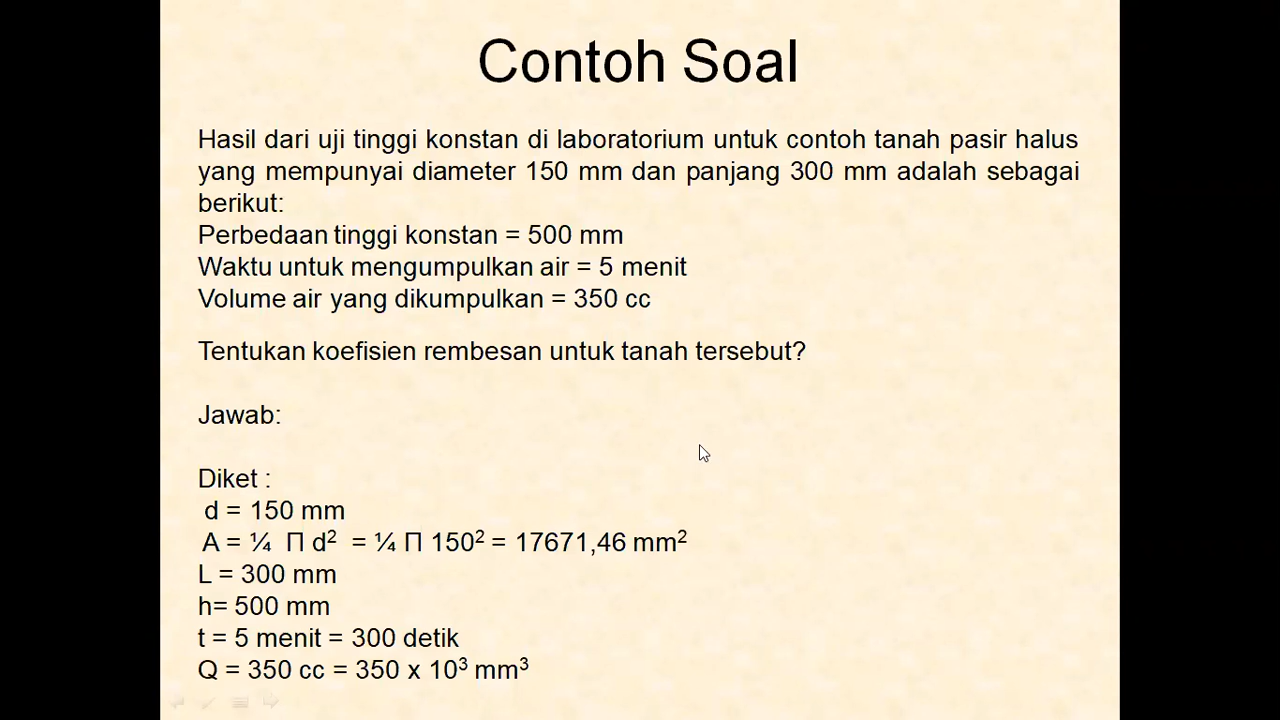 Contoh Soal
Hasil dari uji tinggi konstan di laboratorium untuk contoh tanah pasir halus
yang mempunyai diameter 150 mm dan panjang 300 mm adalah sebagai
berikut:
Perbedaan tinggi konstan = 500 mm
Waktu untuk mengumpulkan air = 5 menit
Volume air yang dikumpulkan = 350 cc
Tentukan koefisien rembesan untuk tanah tersebut?
Jawab:
Diket :
d = 150 mm
A = ¼ Π d² = ¼ Π 150² = 17671,46 mm²
L = 300 mm
h= 500 mm
t = 5 menit = 300 detik
Q = 350 cc = 350 x 10³ mm³